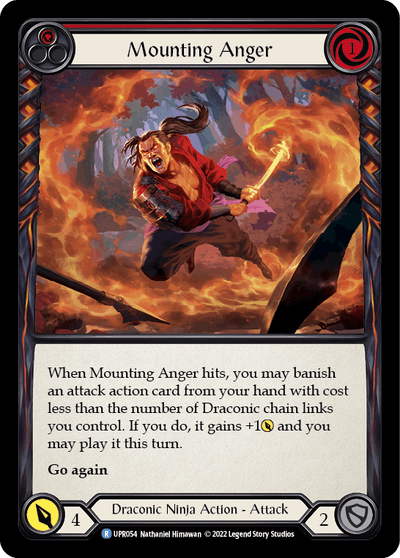 Mounting Anger
1
When Mounting Anger hits, you may banish
an attack action card from your hand with cost
less than the number of Draconic chain links
you control. If you do, it gains +1 and you
may play it this turn.
Go again
4
Draconic Ninja Action - Attack
2
R UPR054 Nathaniel Himawan © 2022 Legend Story Studios